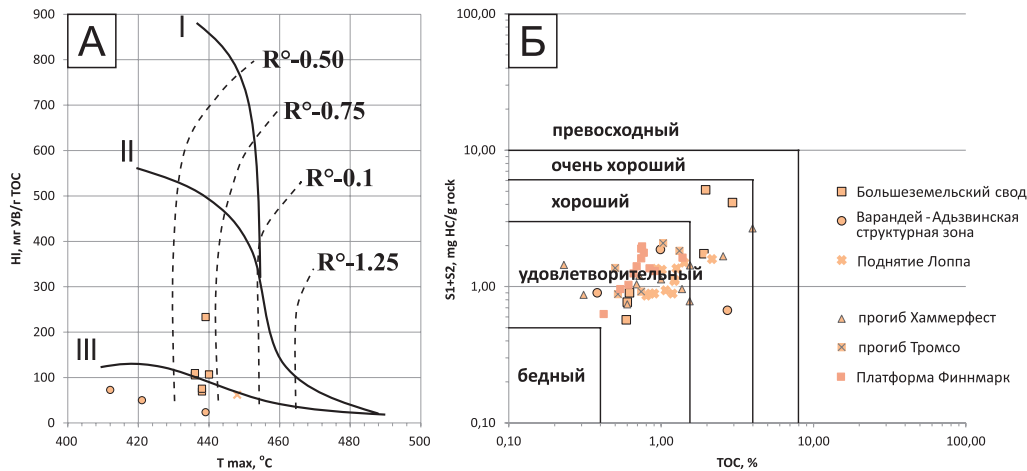 А
I
R°-0.50
R°-0.75
II
R°-0.1
R°-1.25
III
900
800
700
600
500
400
300
200
100
0
HI, мг УВ/г ТОС
400
420
440
460
480
500
T max, °C
Б
100,00
10,00
1,00
0,10
S1+S2, mg HC/g rock
превосходный
очень хороший
хороший
удовлетворительный
бедный
0,10
1,00
10,00
100,00
TOC, %
Большеземельский свод
Варандей -Адьзвинская
структурная зона
Поднятие Лоппа
прогиб Хаммерфест
прогиб Тромсо
Платформа Финнмарк